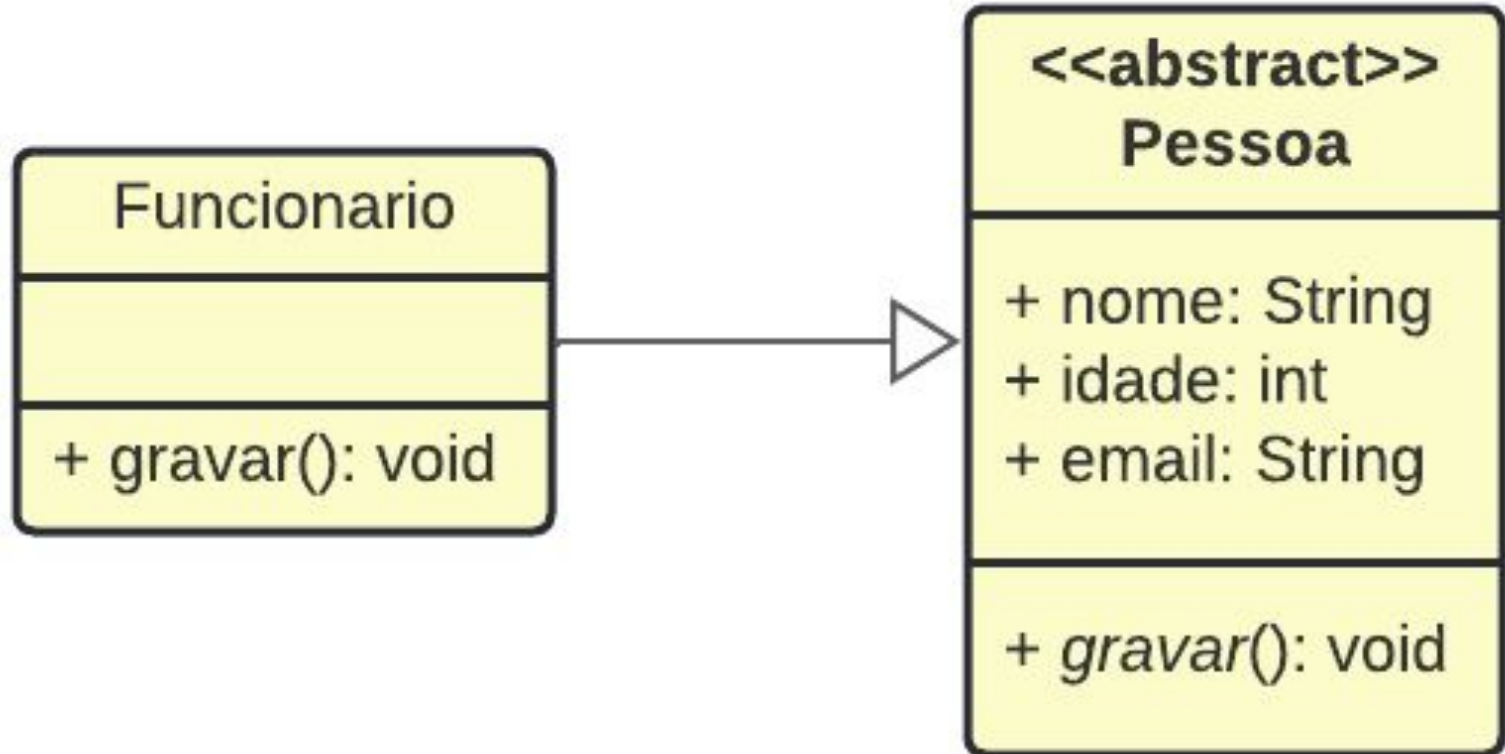 Funcionario
+ gravar(): void
<<abstract>>
Pessoa
+ nome: String
+ idade: int
+ email: String
+ gravar(): void